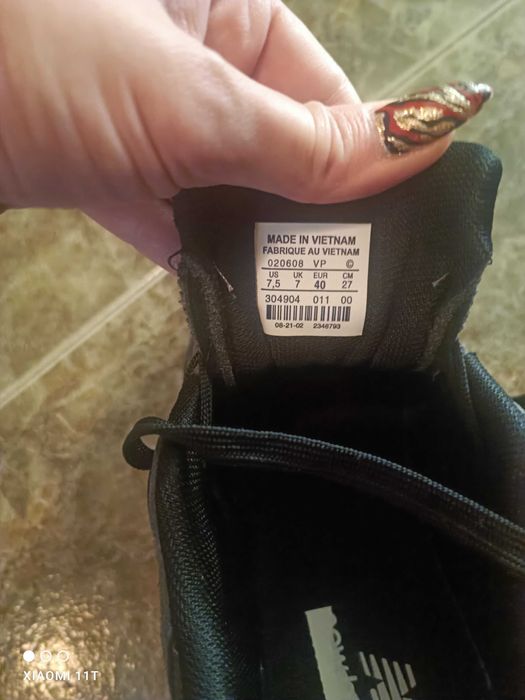 MADE IN VIETNAM
FABRIQUE AU VIETNAM
020608 VP ©
US UK EUR CM
7,5 7 40 27
304904 011 00
08-21-02 2346793
XIAOMI 11T